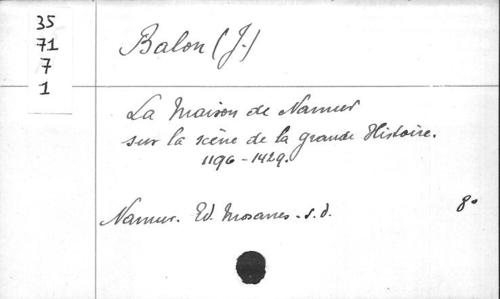 35
71
7
1
Balon (J.)
La Maison de Namur
sur la scène de la grande Histoire.
1196-1429.
Namur. Ed. Mosanes - s.d. 8°